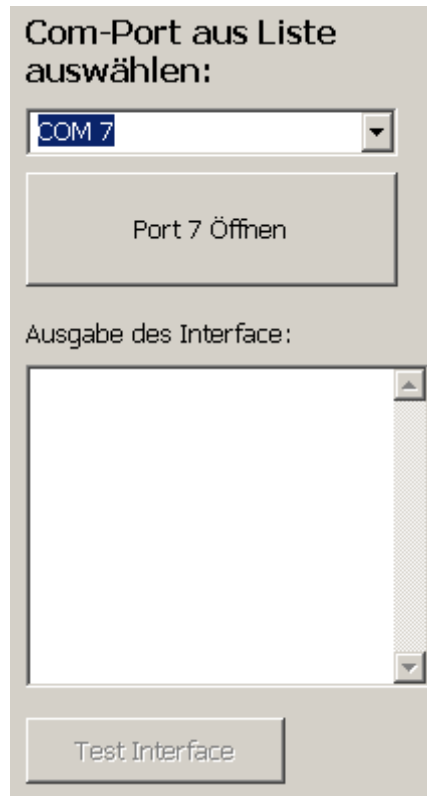 Com-Port aus Liste
auswählen:
COM 7
Port 7 Öffnen
Ausgabe des Interface:
Test Interface